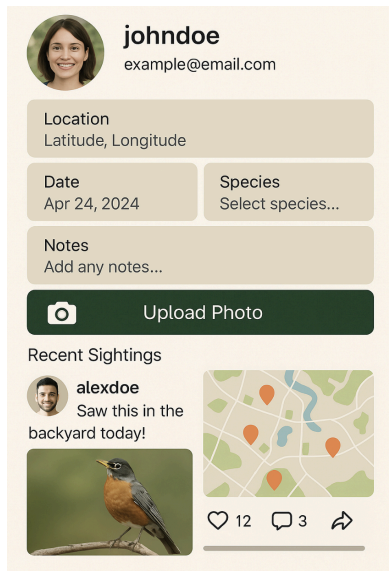 johndoe
example@email.com
Location
Latitude, Longitude
Date
Apr 24, 2024
Species
Select species...
Notes
Add any notes...
Upload Photo
Recent Sightings
alexdoe
Saw this in the
backyard today!
12
3